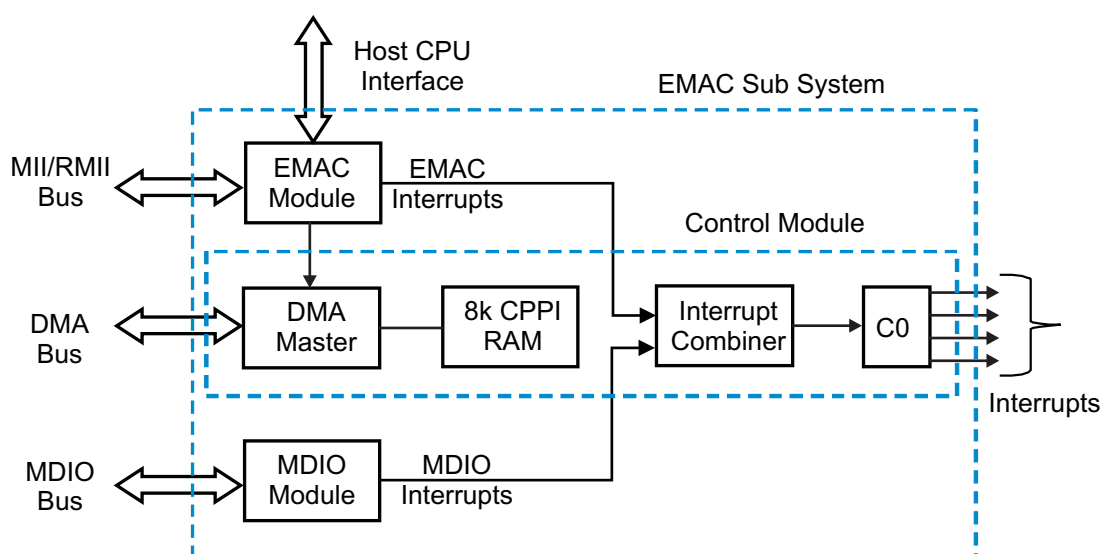 Host CPU
Interface
EMAC Sub System
MII/RMII
Bus
EMAC
Module
EMAC
Interrupts
Control Module
DMA
Bus
DMA
Master
8k CPPI
RAM
Interrupt
Combiner
C0
Interrupts
MDIO
Bus
MDIO
Module
MDIO
Interrupts